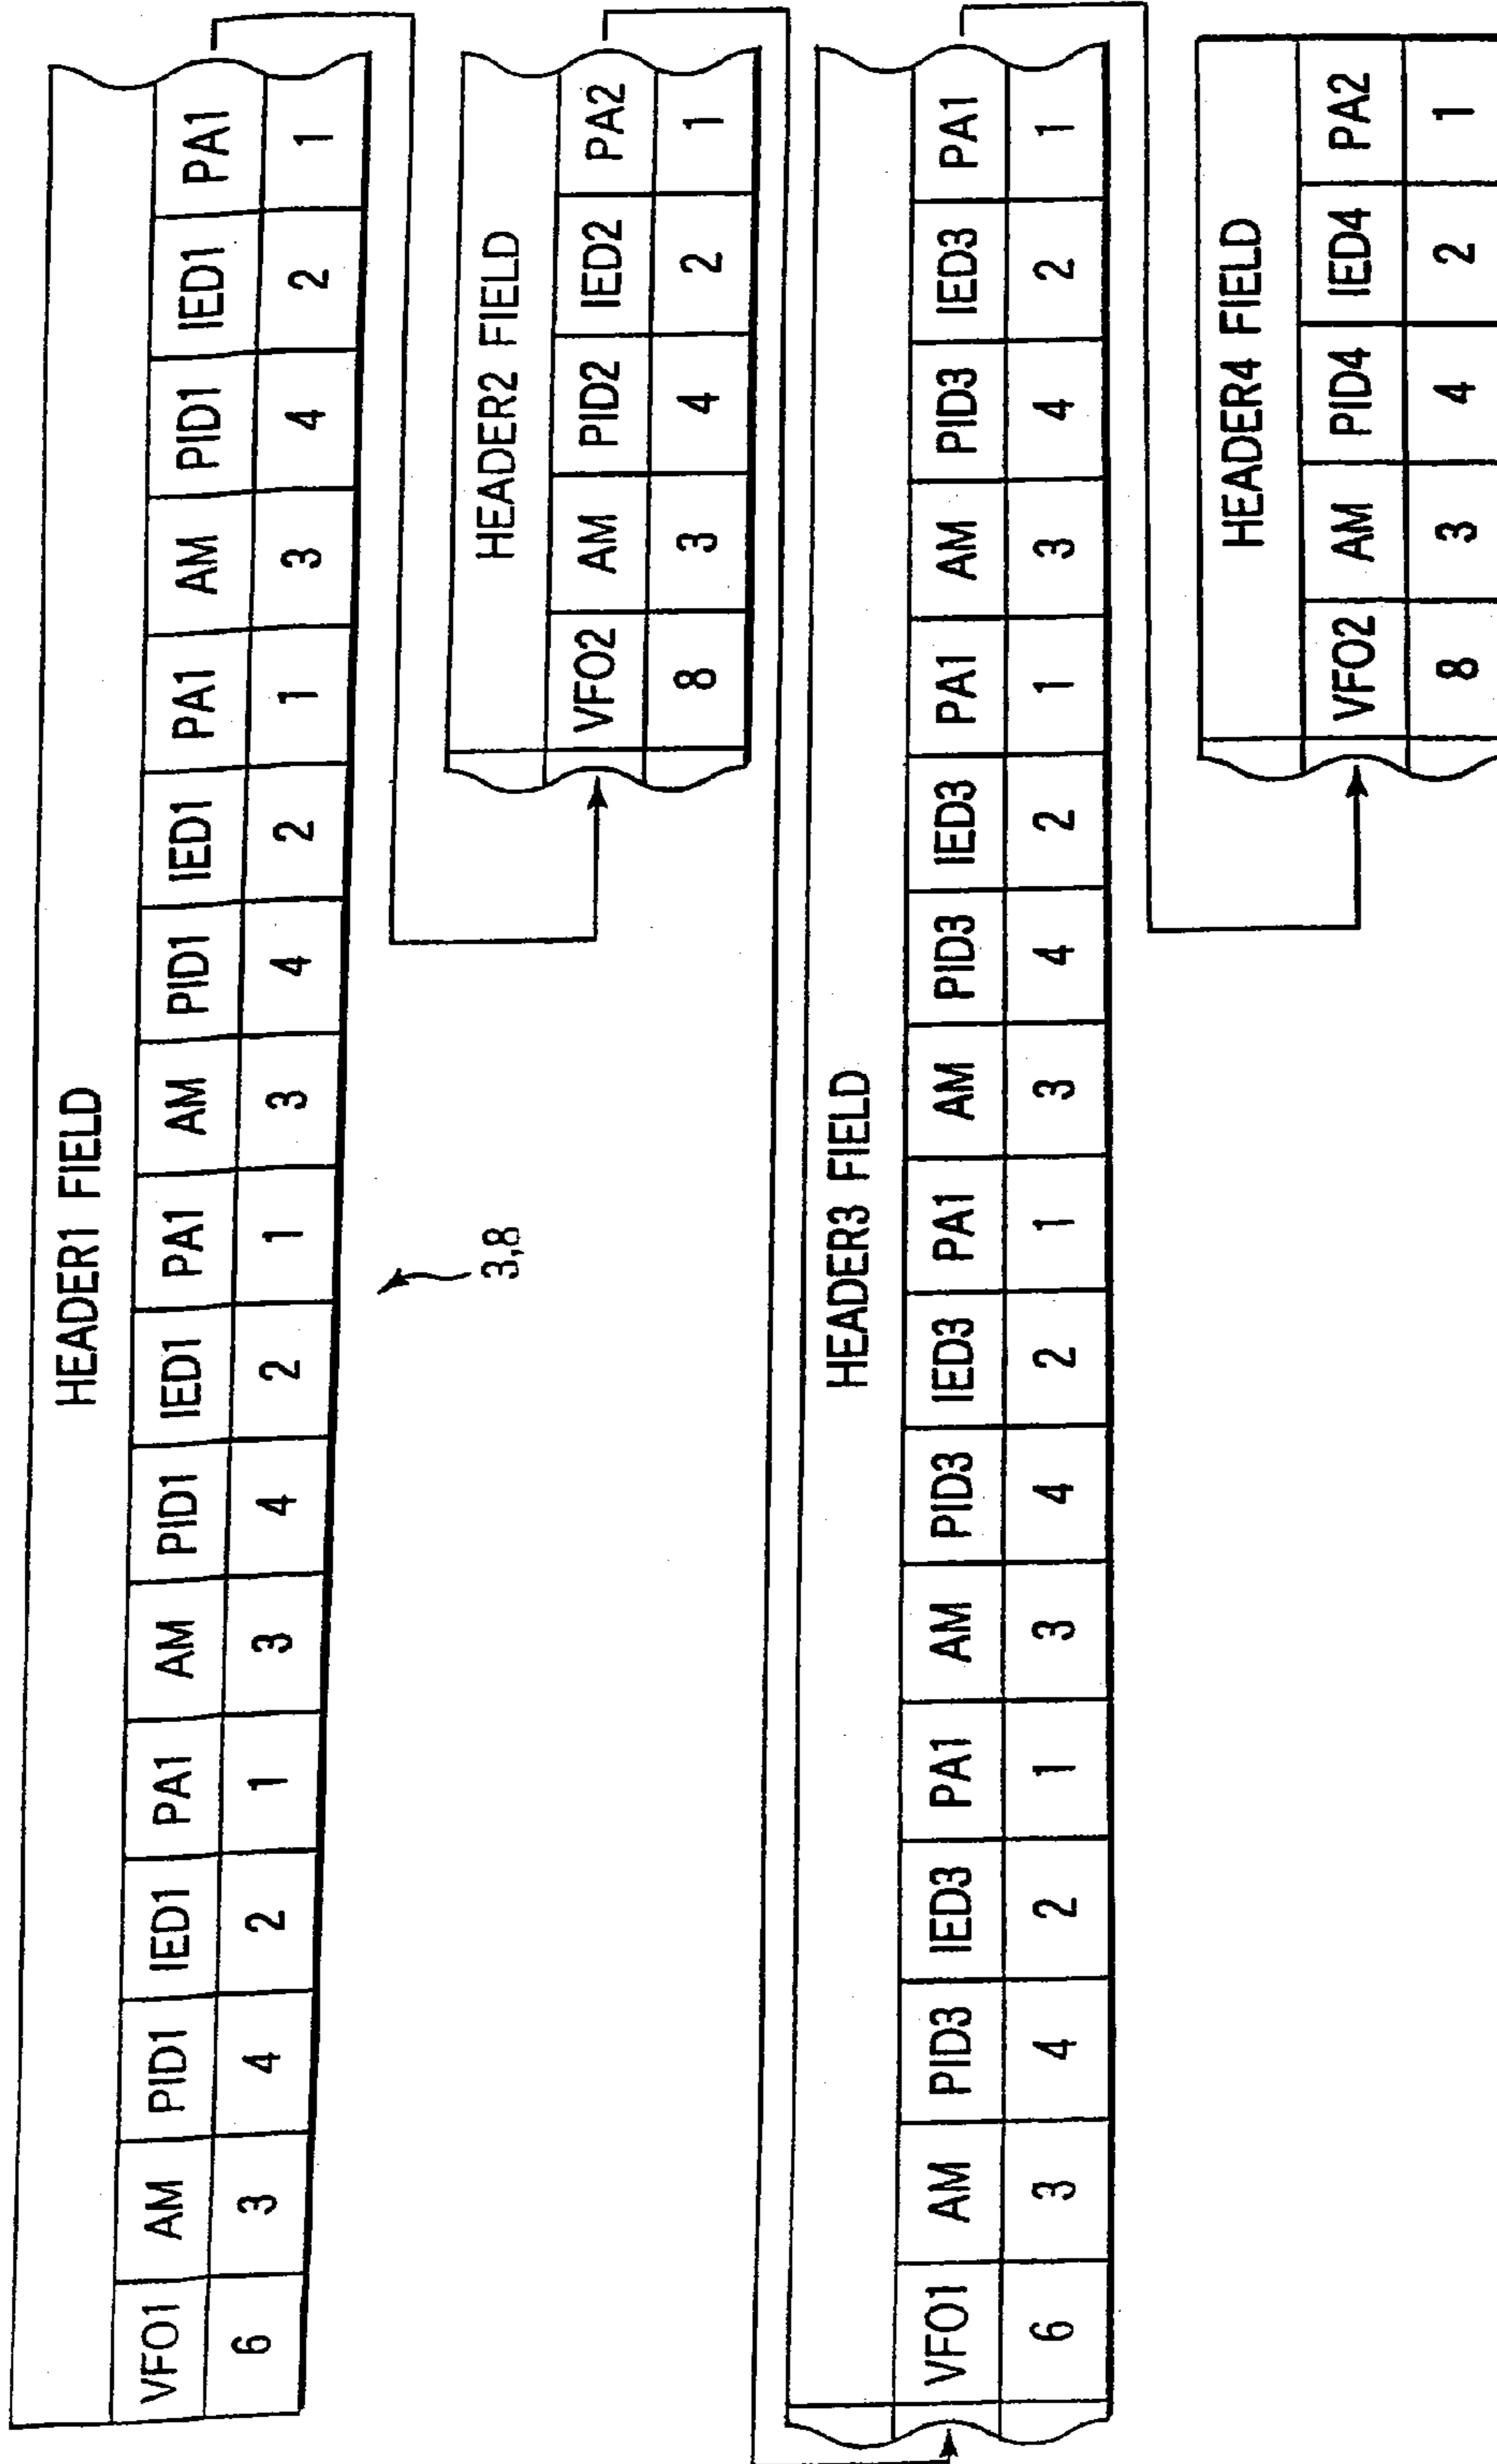 HEADER1 FIELD
VFO1 AM PID1 IED1 PA1 AM PID1 IED1 PA1 AM PID1 IED1 PA1 AM PID1 IED1 PA1
6 3 4 2 1 3 4 2 1 3 4 2 1 3 4 2 1
3,8
HEADER2 FIELD
VFO2 AM PID2 IED2 PA2
8 3 4 2 1
HEADER3 FIELD
VFO1 AM PID3 IED3 PA1 AM PID3 IED3 PA1 AM PID3 IED3 PA1 AM PID3 IED3 PA1
6 3 4 2 1 3 4 2 1 3 4 2 1 3 4 2 1
HEADER4 FIELD
VFO2 AM PID4 IED4 PA2
8 3 4 2 1